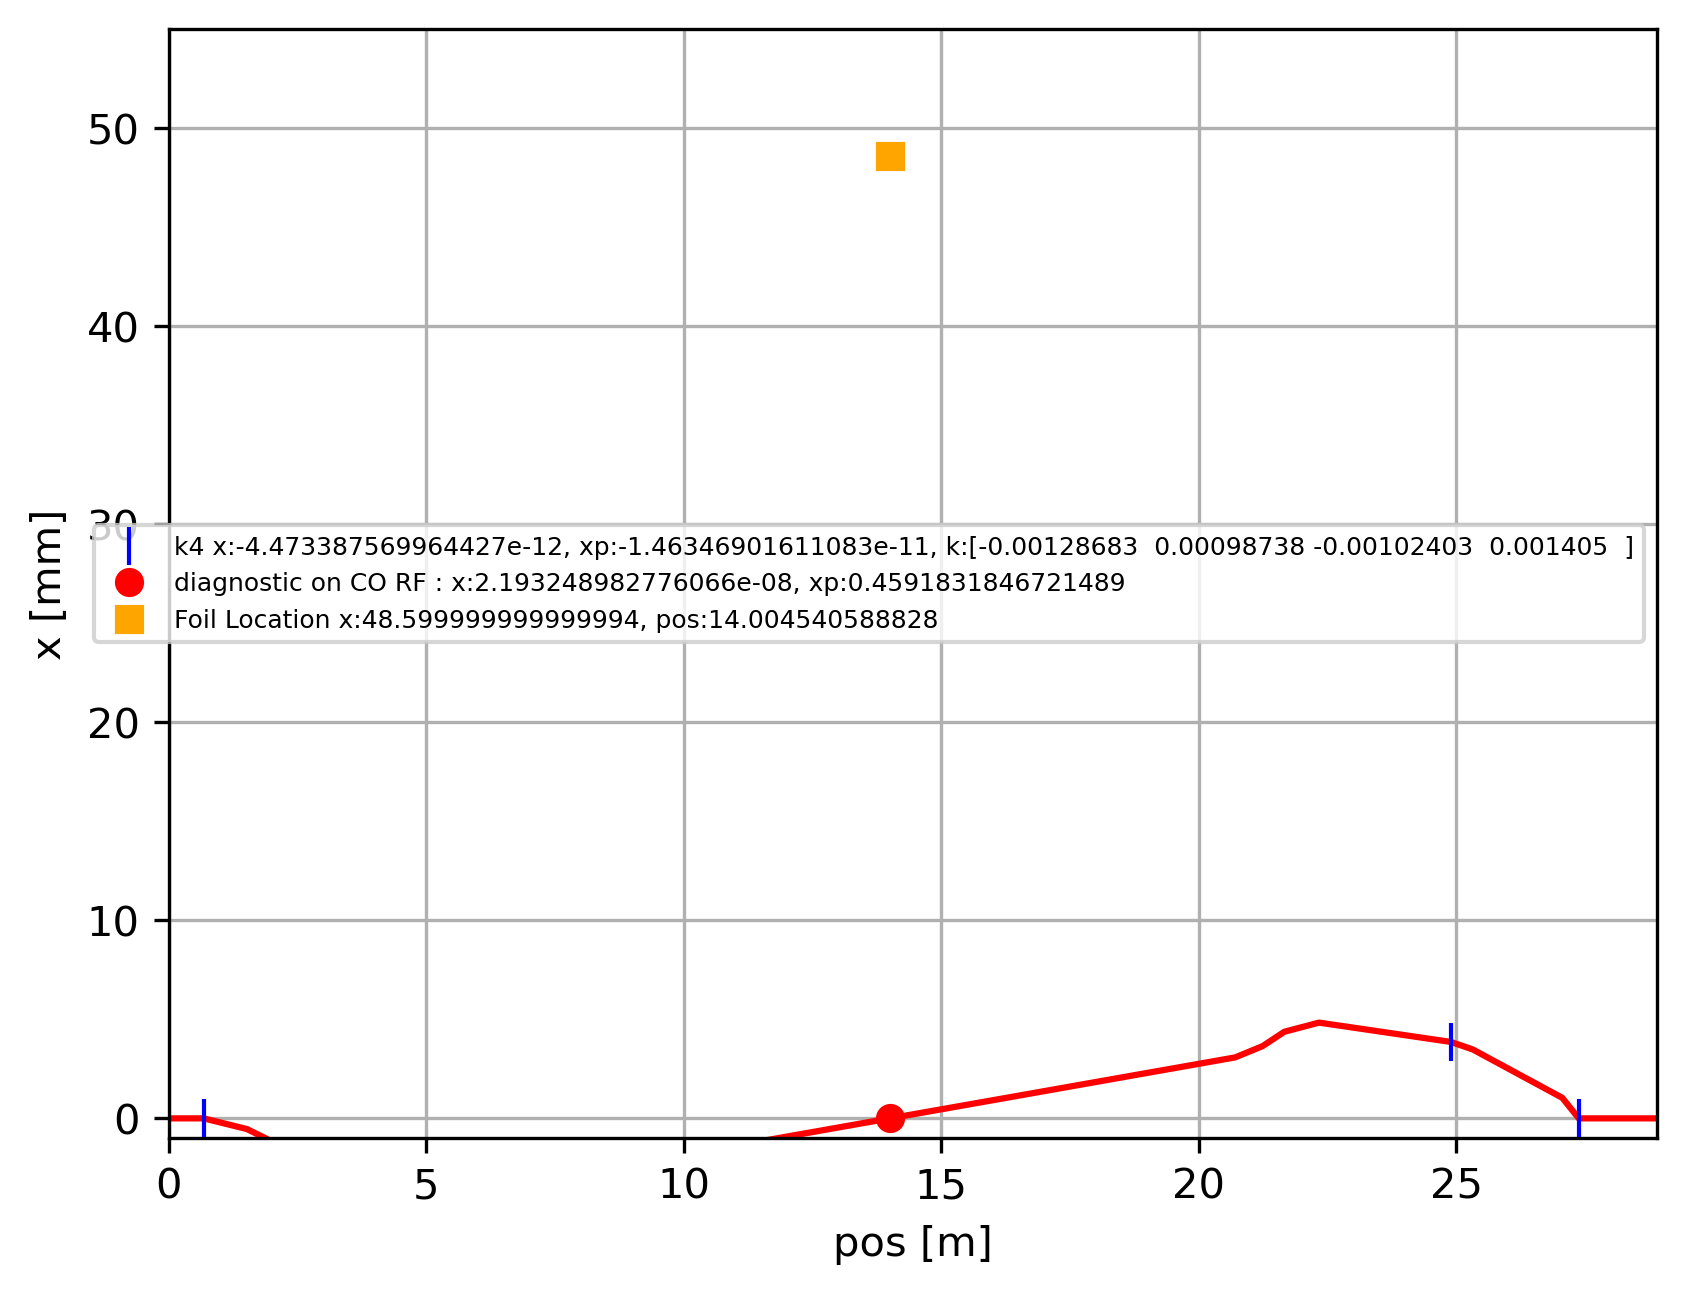 50
40
30
k4 x:-4.473387569964427e-12, xp:-1.46346901611083e-11, k:[-0.00128683  0.00098738 -0.00102403  0.001405  ]
diagnostic on CO RF : x:2.193248982776066e-08, xp:0.4591831846721489
Foil Location x:48.599999999999994, pos:14.004540588828
x [mm]
20
10
0
0 5 10 15 20 25
pos [m]